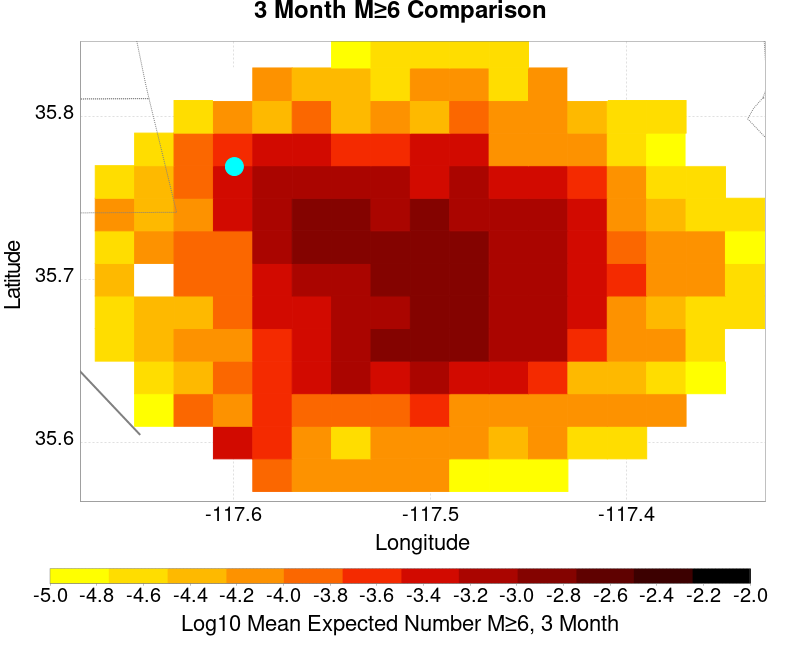 3 Month M≥6 Comparison
35.8
35.7
35.6
Latitude
-117.6 -117.5 -117.4
Longitude
-5.0 -4.8 -4.6 -4.4 -4.2 -4.0 -3.8 -3.6 -3.4 -3.2 -3.0 -2.8 -2.6 -2.4 -2.2 -2.0
Log10 Mean Expected Number M≥6, 3 Month